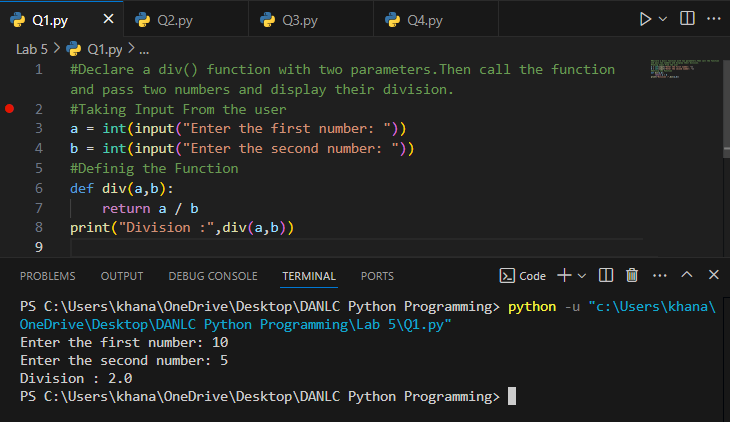 Q1.py Q2.py Q3.py Q4.py
Lab 5 > Q1.py > ...
1 #Declare a div() function with two parameters.Then call the function
and pass two numbers and display their division.
2 #Taking Input From the user
3 a = int(input("Enter the first number: "))
4 b = int(input("Enter the second number: "))
5 #Definig the Function
6 def div(a,b):
7 return a / b
8 print("Division :",div(a,b))
9
PROBLEMS OUTPUT DEBUG CONSOLE TERMINAL PORTS Code
PS C:\Users\khana\OneDrive\Desktop\DANLC Python Programming> python -u "c:\Users\khana\
OneDrive\Desktop\DANLC Python Programming\Lab 5\Q1.py"
Enter the first number: 10
Enter the second number: 5
Division : 2.0
PS C:\Users\khana\OneDrive\Desktop\DANLC Python Programming>